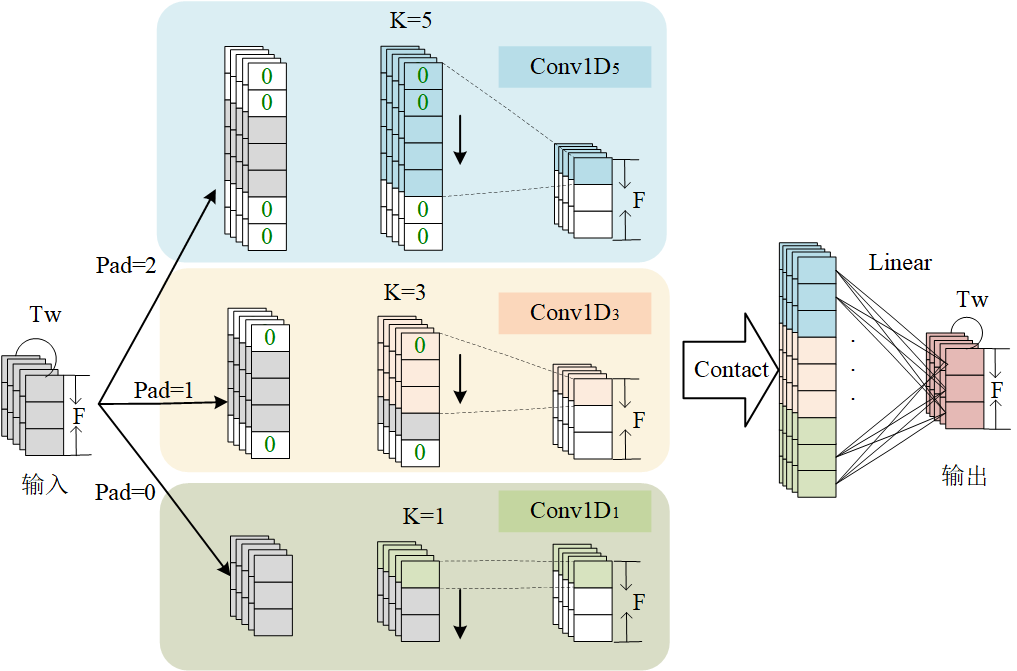 K=5
Conv1D5
0
0
0
0
0
0
0
0
F
Pad=2
K=3
Conv1D3
0
0
0
0
F
Pad=1
Tw
F
输入
Pad=0
K=1
Conv1D1
F
Contact
Linear
.
.
.
Tw
F
输出